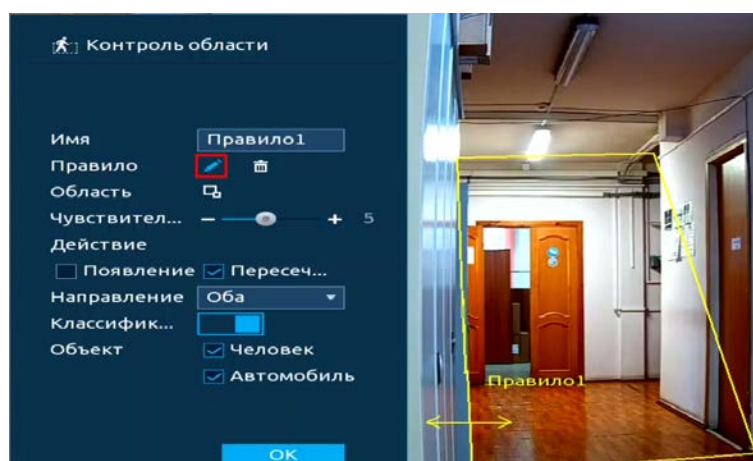 Контроль области
Имя Правило1
Правило
Область
Чувствител... − + 5
Действие
Появление Пересеч...
Направление Оба
Классифик...
Объект Человек
Автомобиль
Правило1
OK